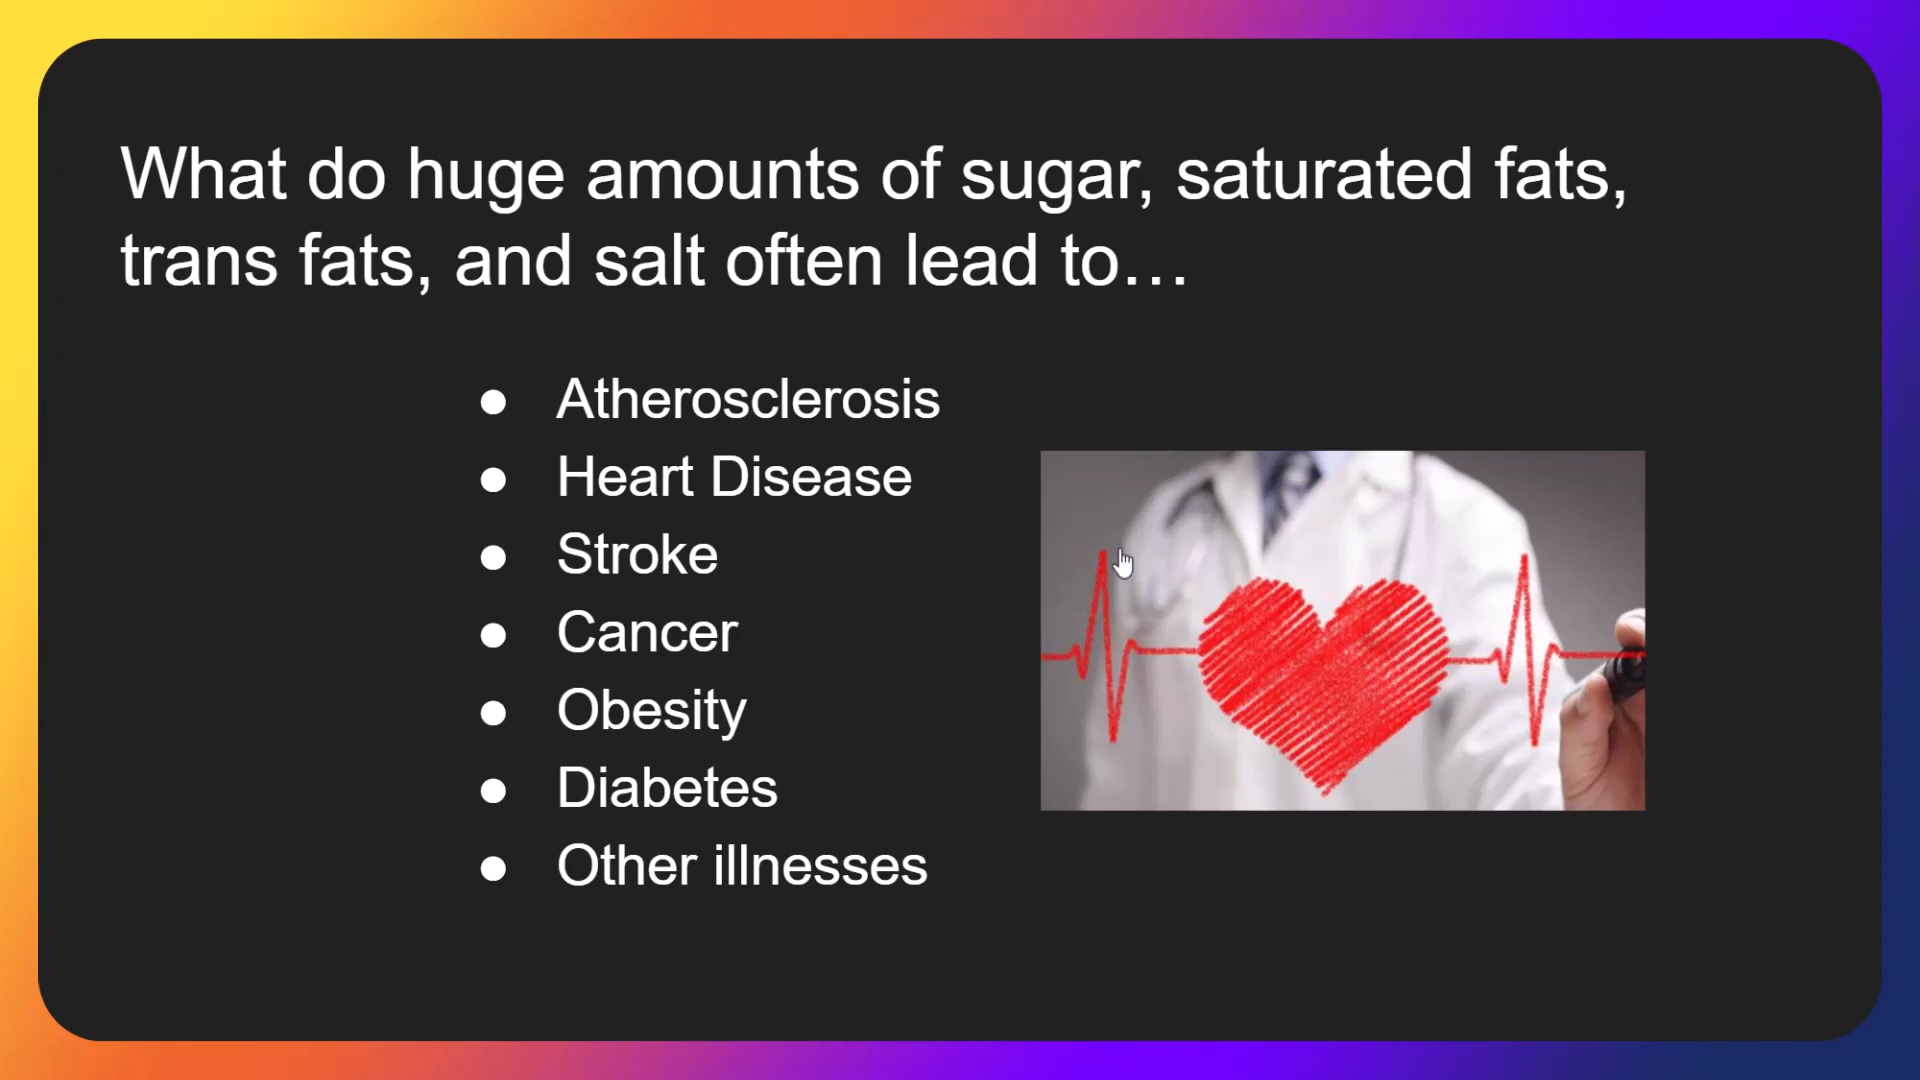 What do huge amounts of sugar, saturated fats,
trans fats, and salt often lead to…
● Atherosclerosis
● Heart Disease
● Stroke
● Cancer
● Obesity
● Diabetes
● Other illnesses